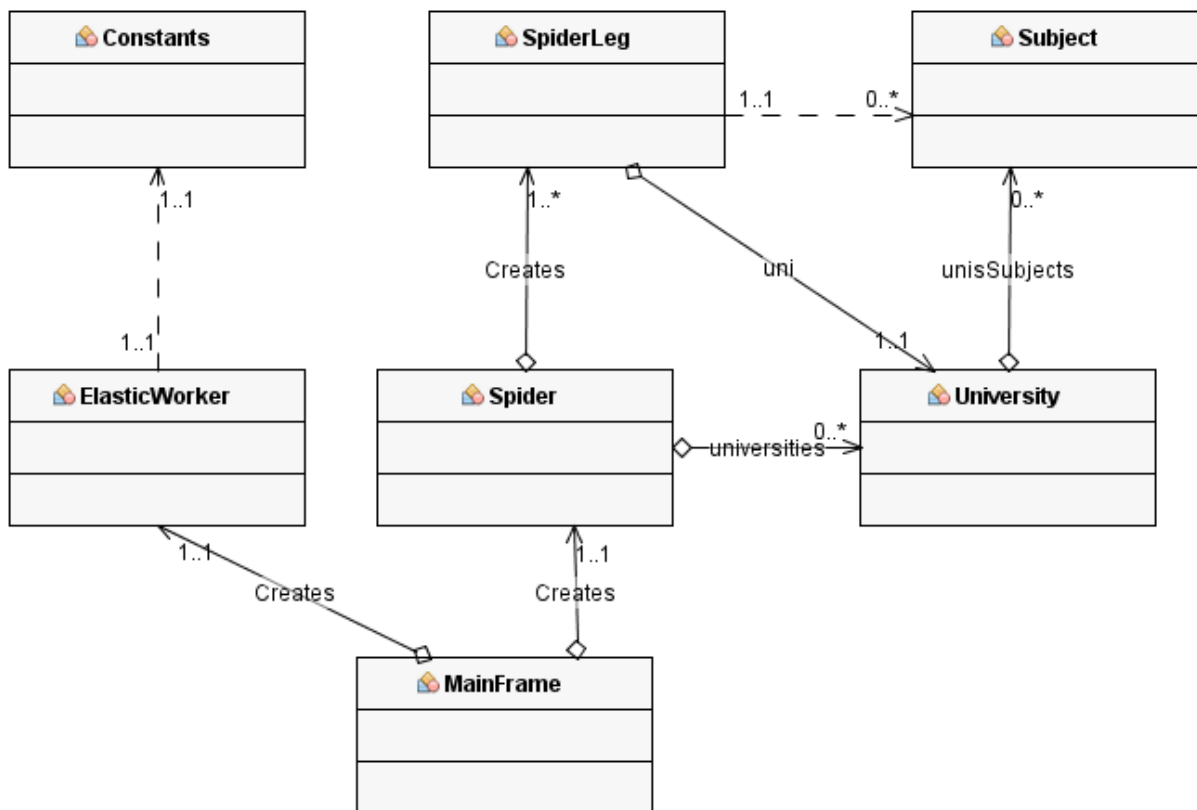 Constants
SpiderLeg
Subject
1..1
0..*
1..1
1..*
0..*
Creates
uni
unisSubjects
1..1
1..1
ElasticWorker
Spider
University
0..*
universities
1..1
1..1
Creates
Creates
MainFrame